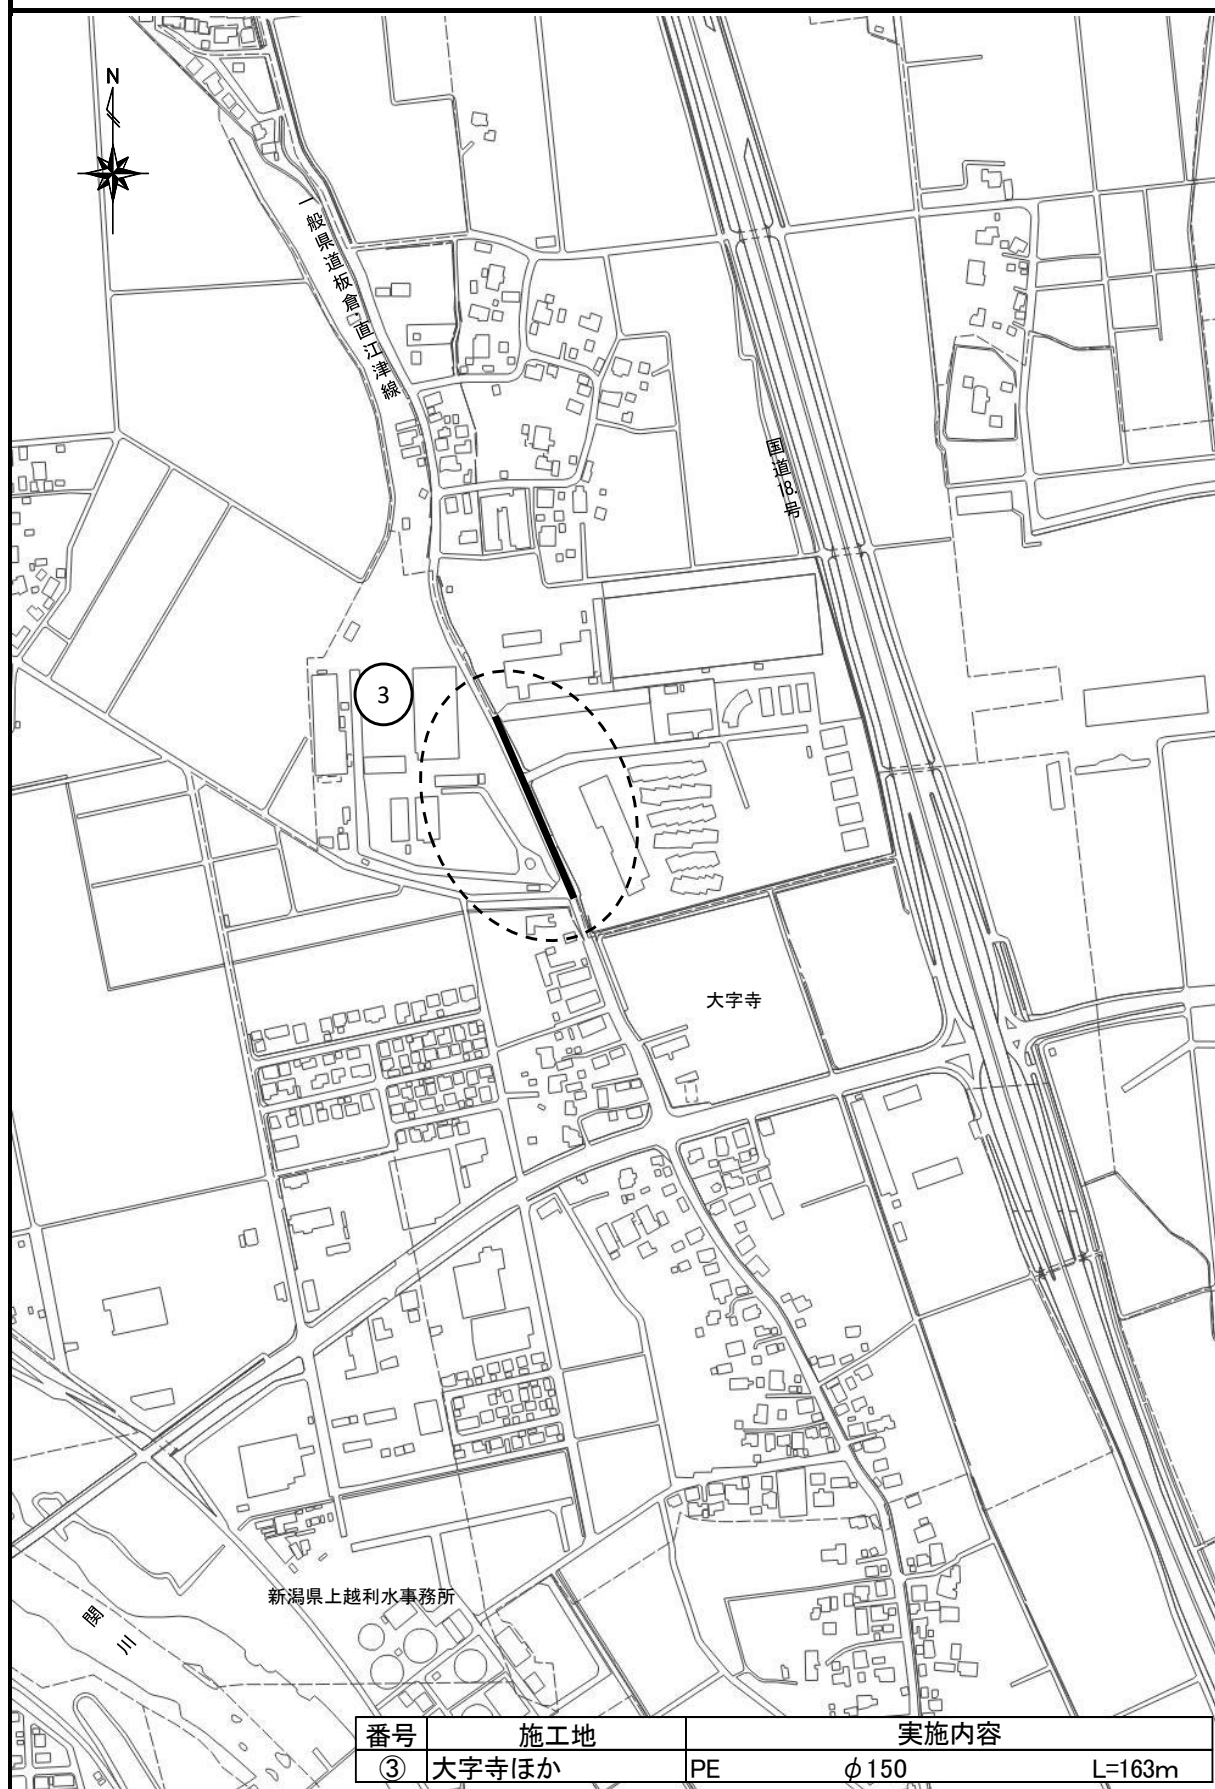 N
一般県道板倉直江津線
国道18号
3
大字寺
新潟県上越利水事務所
関川
番号 施工地 実施内容
③ 大字寺ほか PE φ150 L=163m